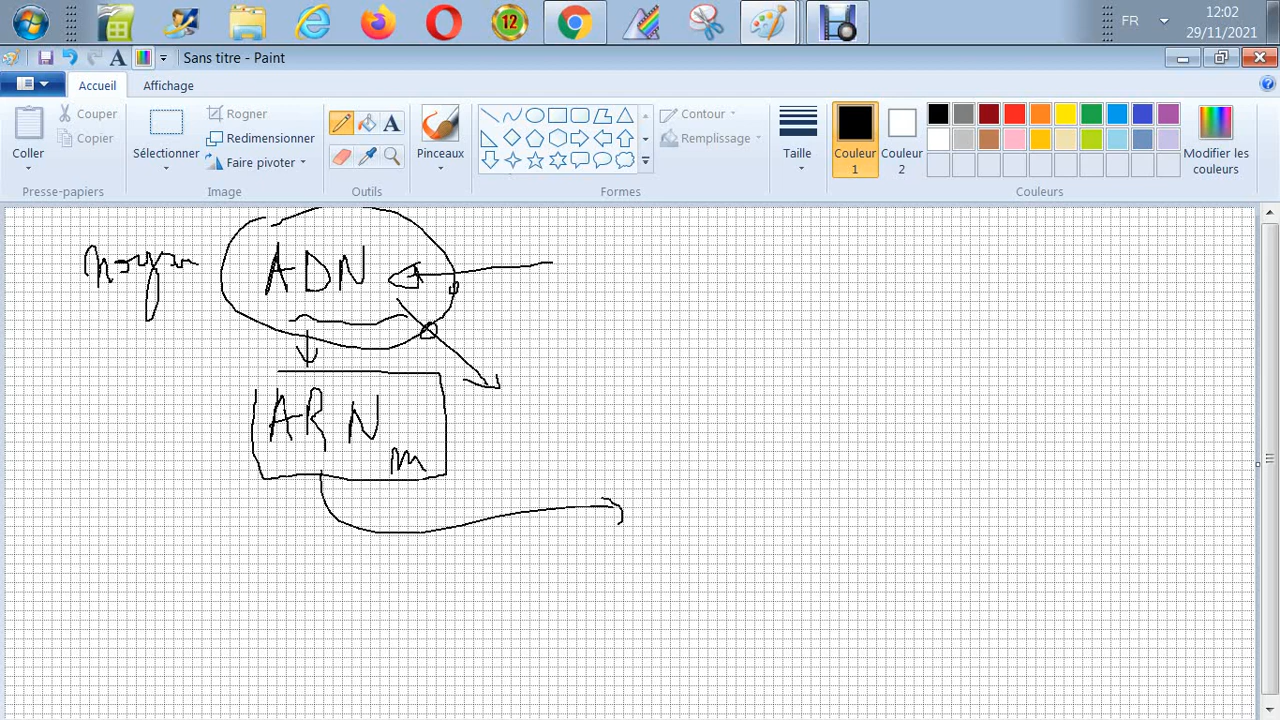 FR
12:02
29/11/2021
12
Sans titre - Paint
Accueil
Affichage
Coller
Couper
Copier
Presse-papiers
Sélectionner
Rogner
Redimensionner
Faire pivoter
Image
A
Outils
Pinceaux
Formes
Contour
Remplissage
Taille
Couleur
1
Couleur
2
Modifier les
couleurs
Couleurs
Noyau
ADN
ARN
m